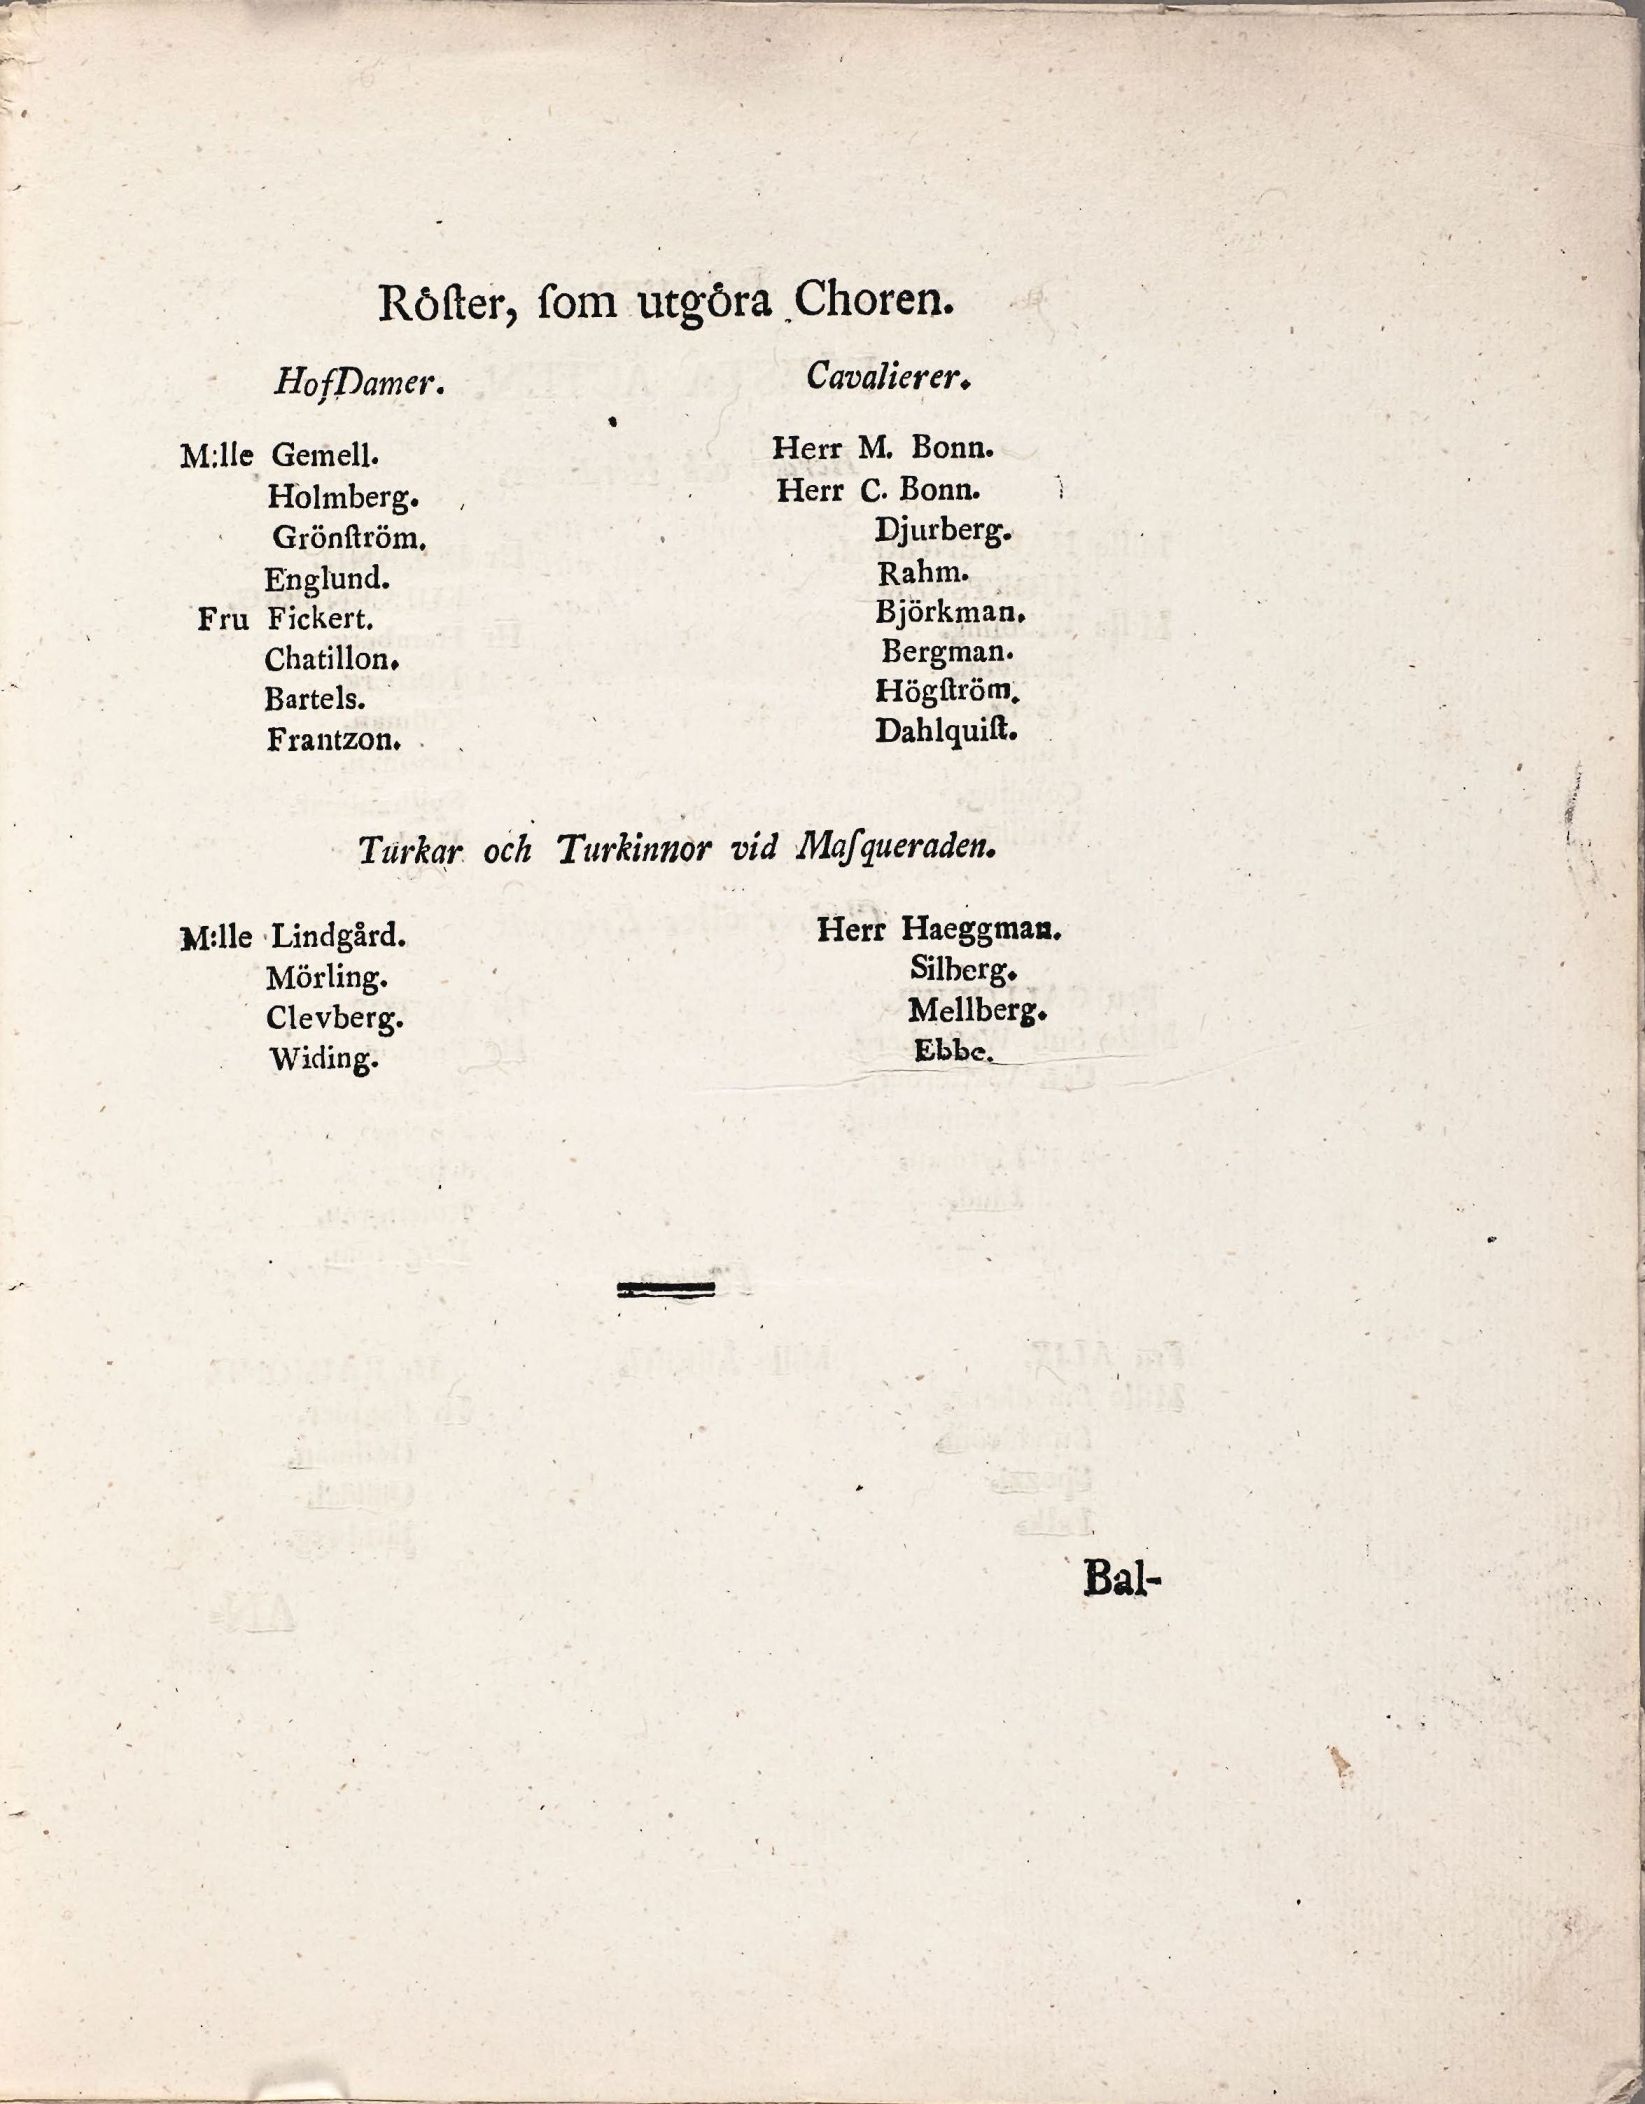 Röſter, ſom utgöra Choren.
HofDamer.
M:lle Gemell.
Holmberg.
Grönſtröm.
Englund.
Fru Fickert.
Chatillon.
Bartels.
Frantzon.
Cavalierer.
Herr M. Bonn.
Herr C. Bonn.
Djurberg.
Rahm.
Björkman.
Bergman.
Högſtröm.
Dahlquiſt.
Turkar och Turkinnor vid Maſqueraden.
M:lle Lindgård.
Mörling.
Clevberg.
Widing.
Herr Haeggman.
Silberg.
Mellberg.
Ebbe.
Bal-